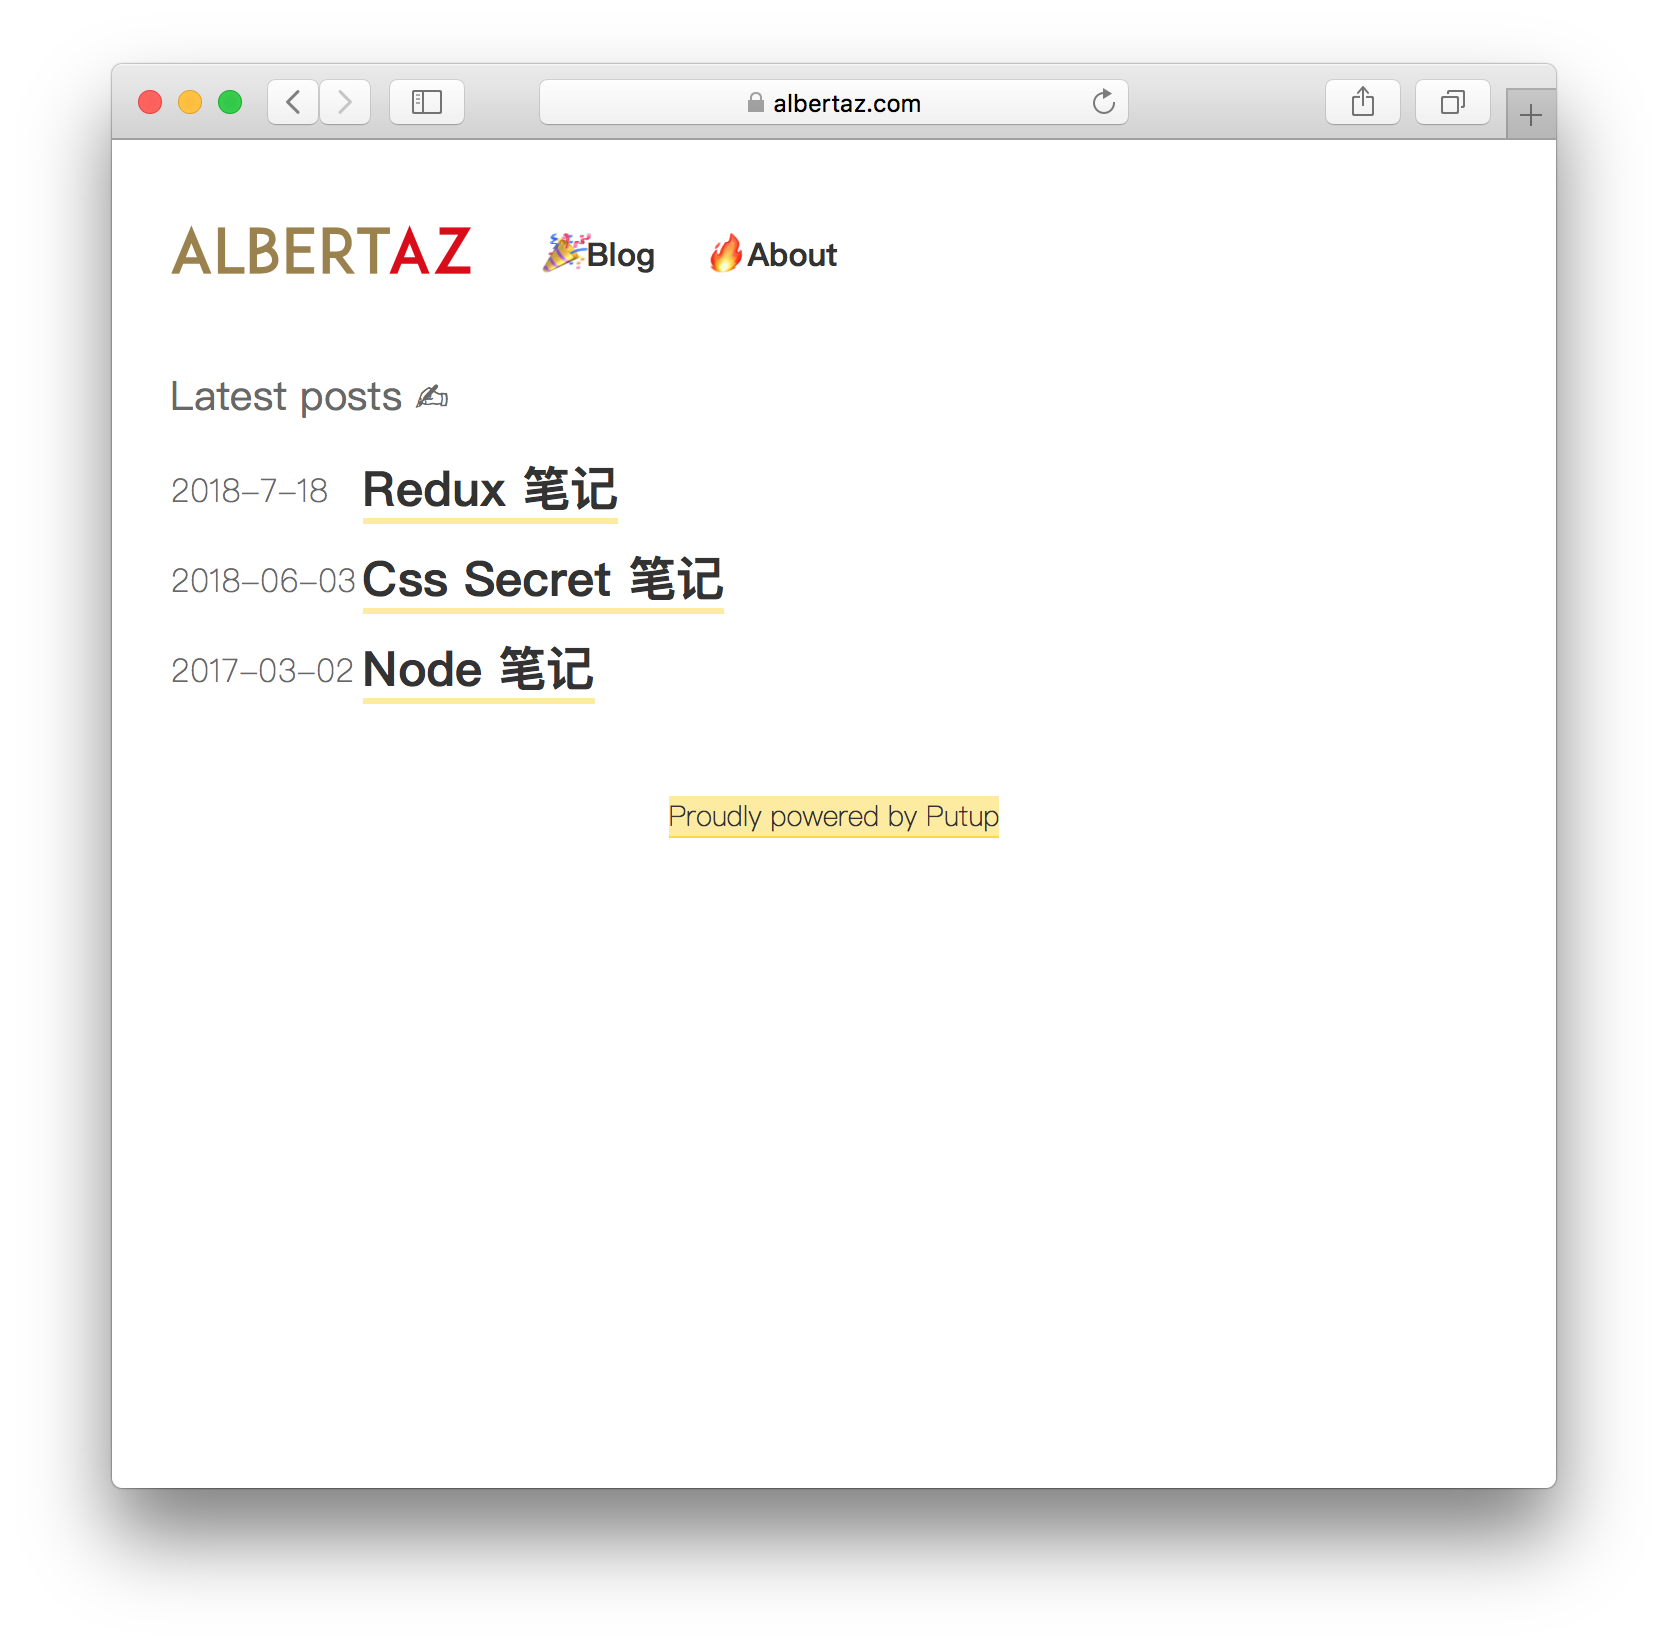 albertaz.com
ALBERTAZ 🎉Blog 🔥About
Latest posts ✍
2018-7-18 Redux 笔记
2018-06-03 Css Secret 笔记
2017-03-02 Node 笔记
Proudly powered by Putup